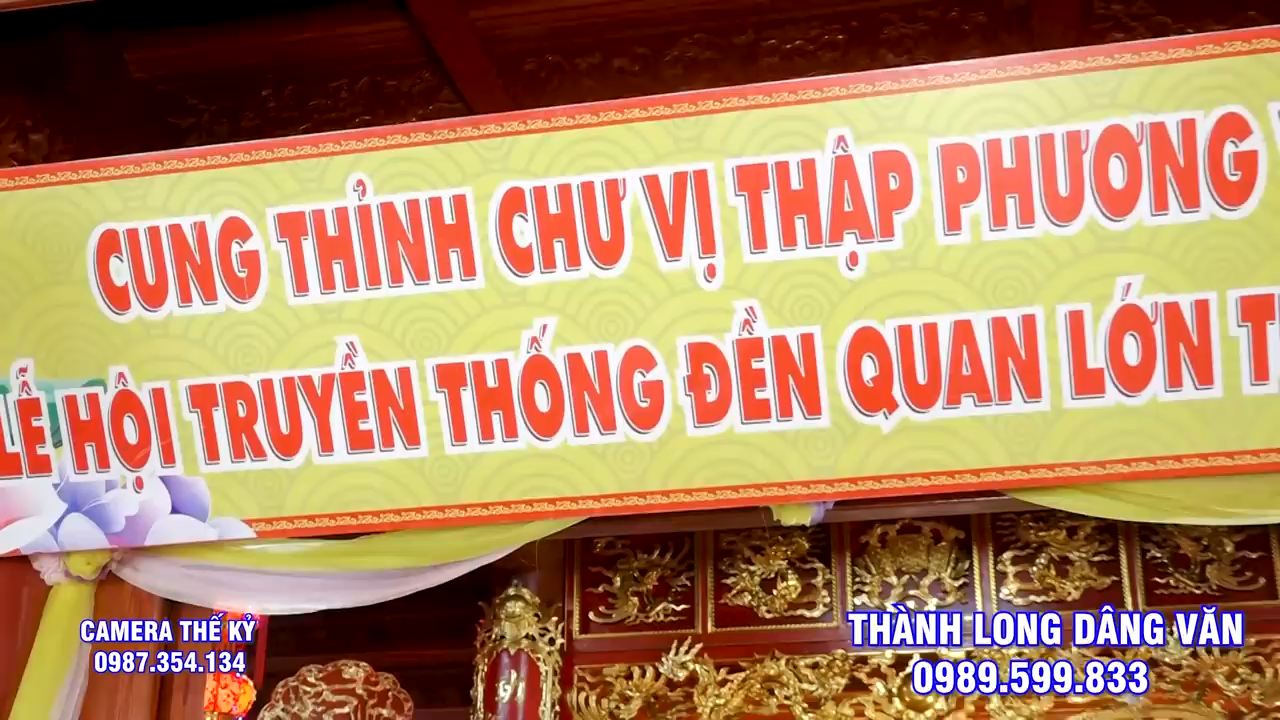 CUNG THỈNH CHƯ VỊ THẬP PHƯƠNG
LỄ HỘI TRUYỀN THỐNG ĐỀN QUAN LỚN
CAMERA THẾ KỶ
0987.354.134
THÀNH LONG DÂNG VĂN
0989.599.833